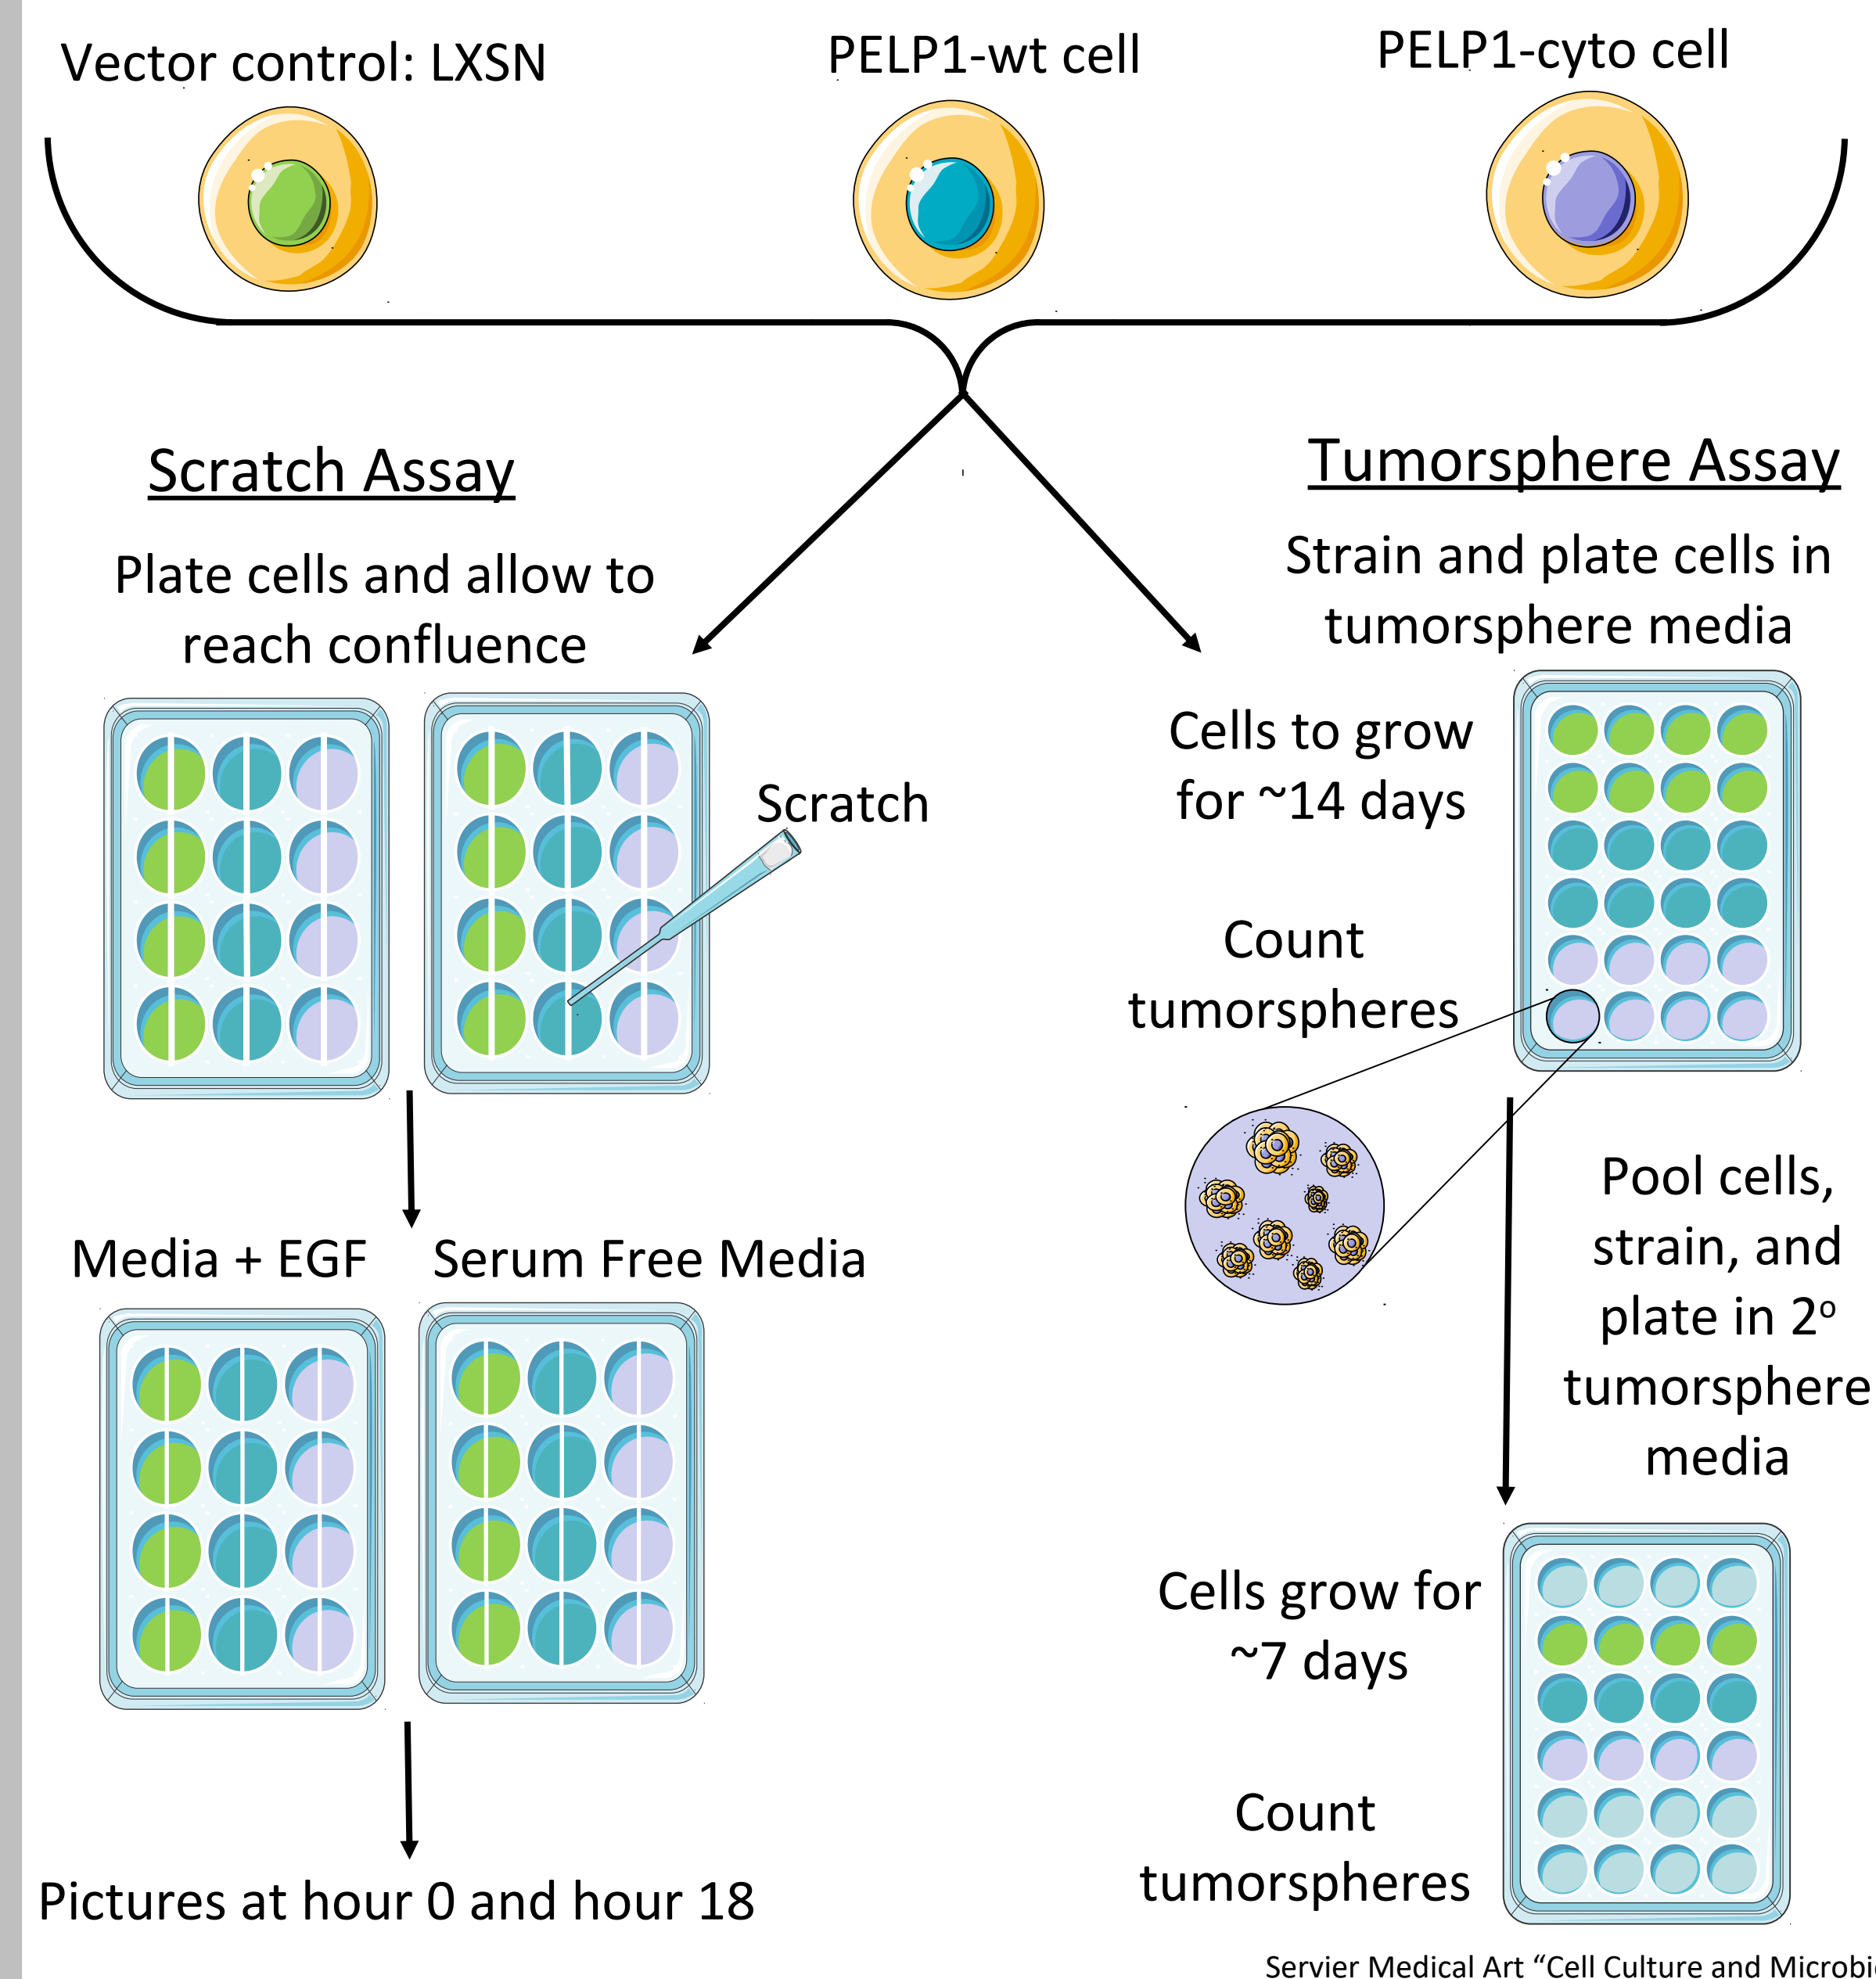 Vector control: LXSN
PELP1-wt cell
PELP1-cyto cell
Scratch Assay
Plate cells and allow to
reach confluence
Scratch
Media + EGF
Serum Free Media
Pictures at hour 0 and hour 18
Tumorsphere Assay
Strain and plate cells in
tumorsphere media
Cells to grow
for ~14 days
Count
tumorspheres
Pool cells,
strain, and
plate in 2º
tumorsphere
media
Cells grow for
~7 days
Count
tumorspheres
Servier Medical Art “Cell Culture and